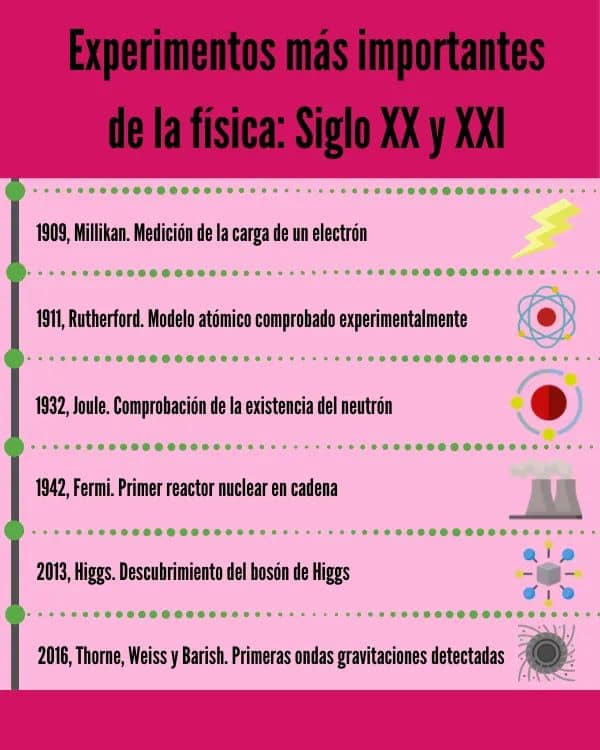 Experimentos más importantes
de la física: Siglo XX y XXI
1909, Millikan. Medición de la carga de un electrón
1911, Rutherford. Modelo atómico comprobado experimentalmente
1932, Joule. Comprobación de la existencia del neutrón
1942, Fermi. Primer reactor nuclear en cadena
2013, Higgs. Descubrimiento del bosón de Higgs
2016, Thorne, Weiss y Barish. Primeras ondas gravitaciones detectadas